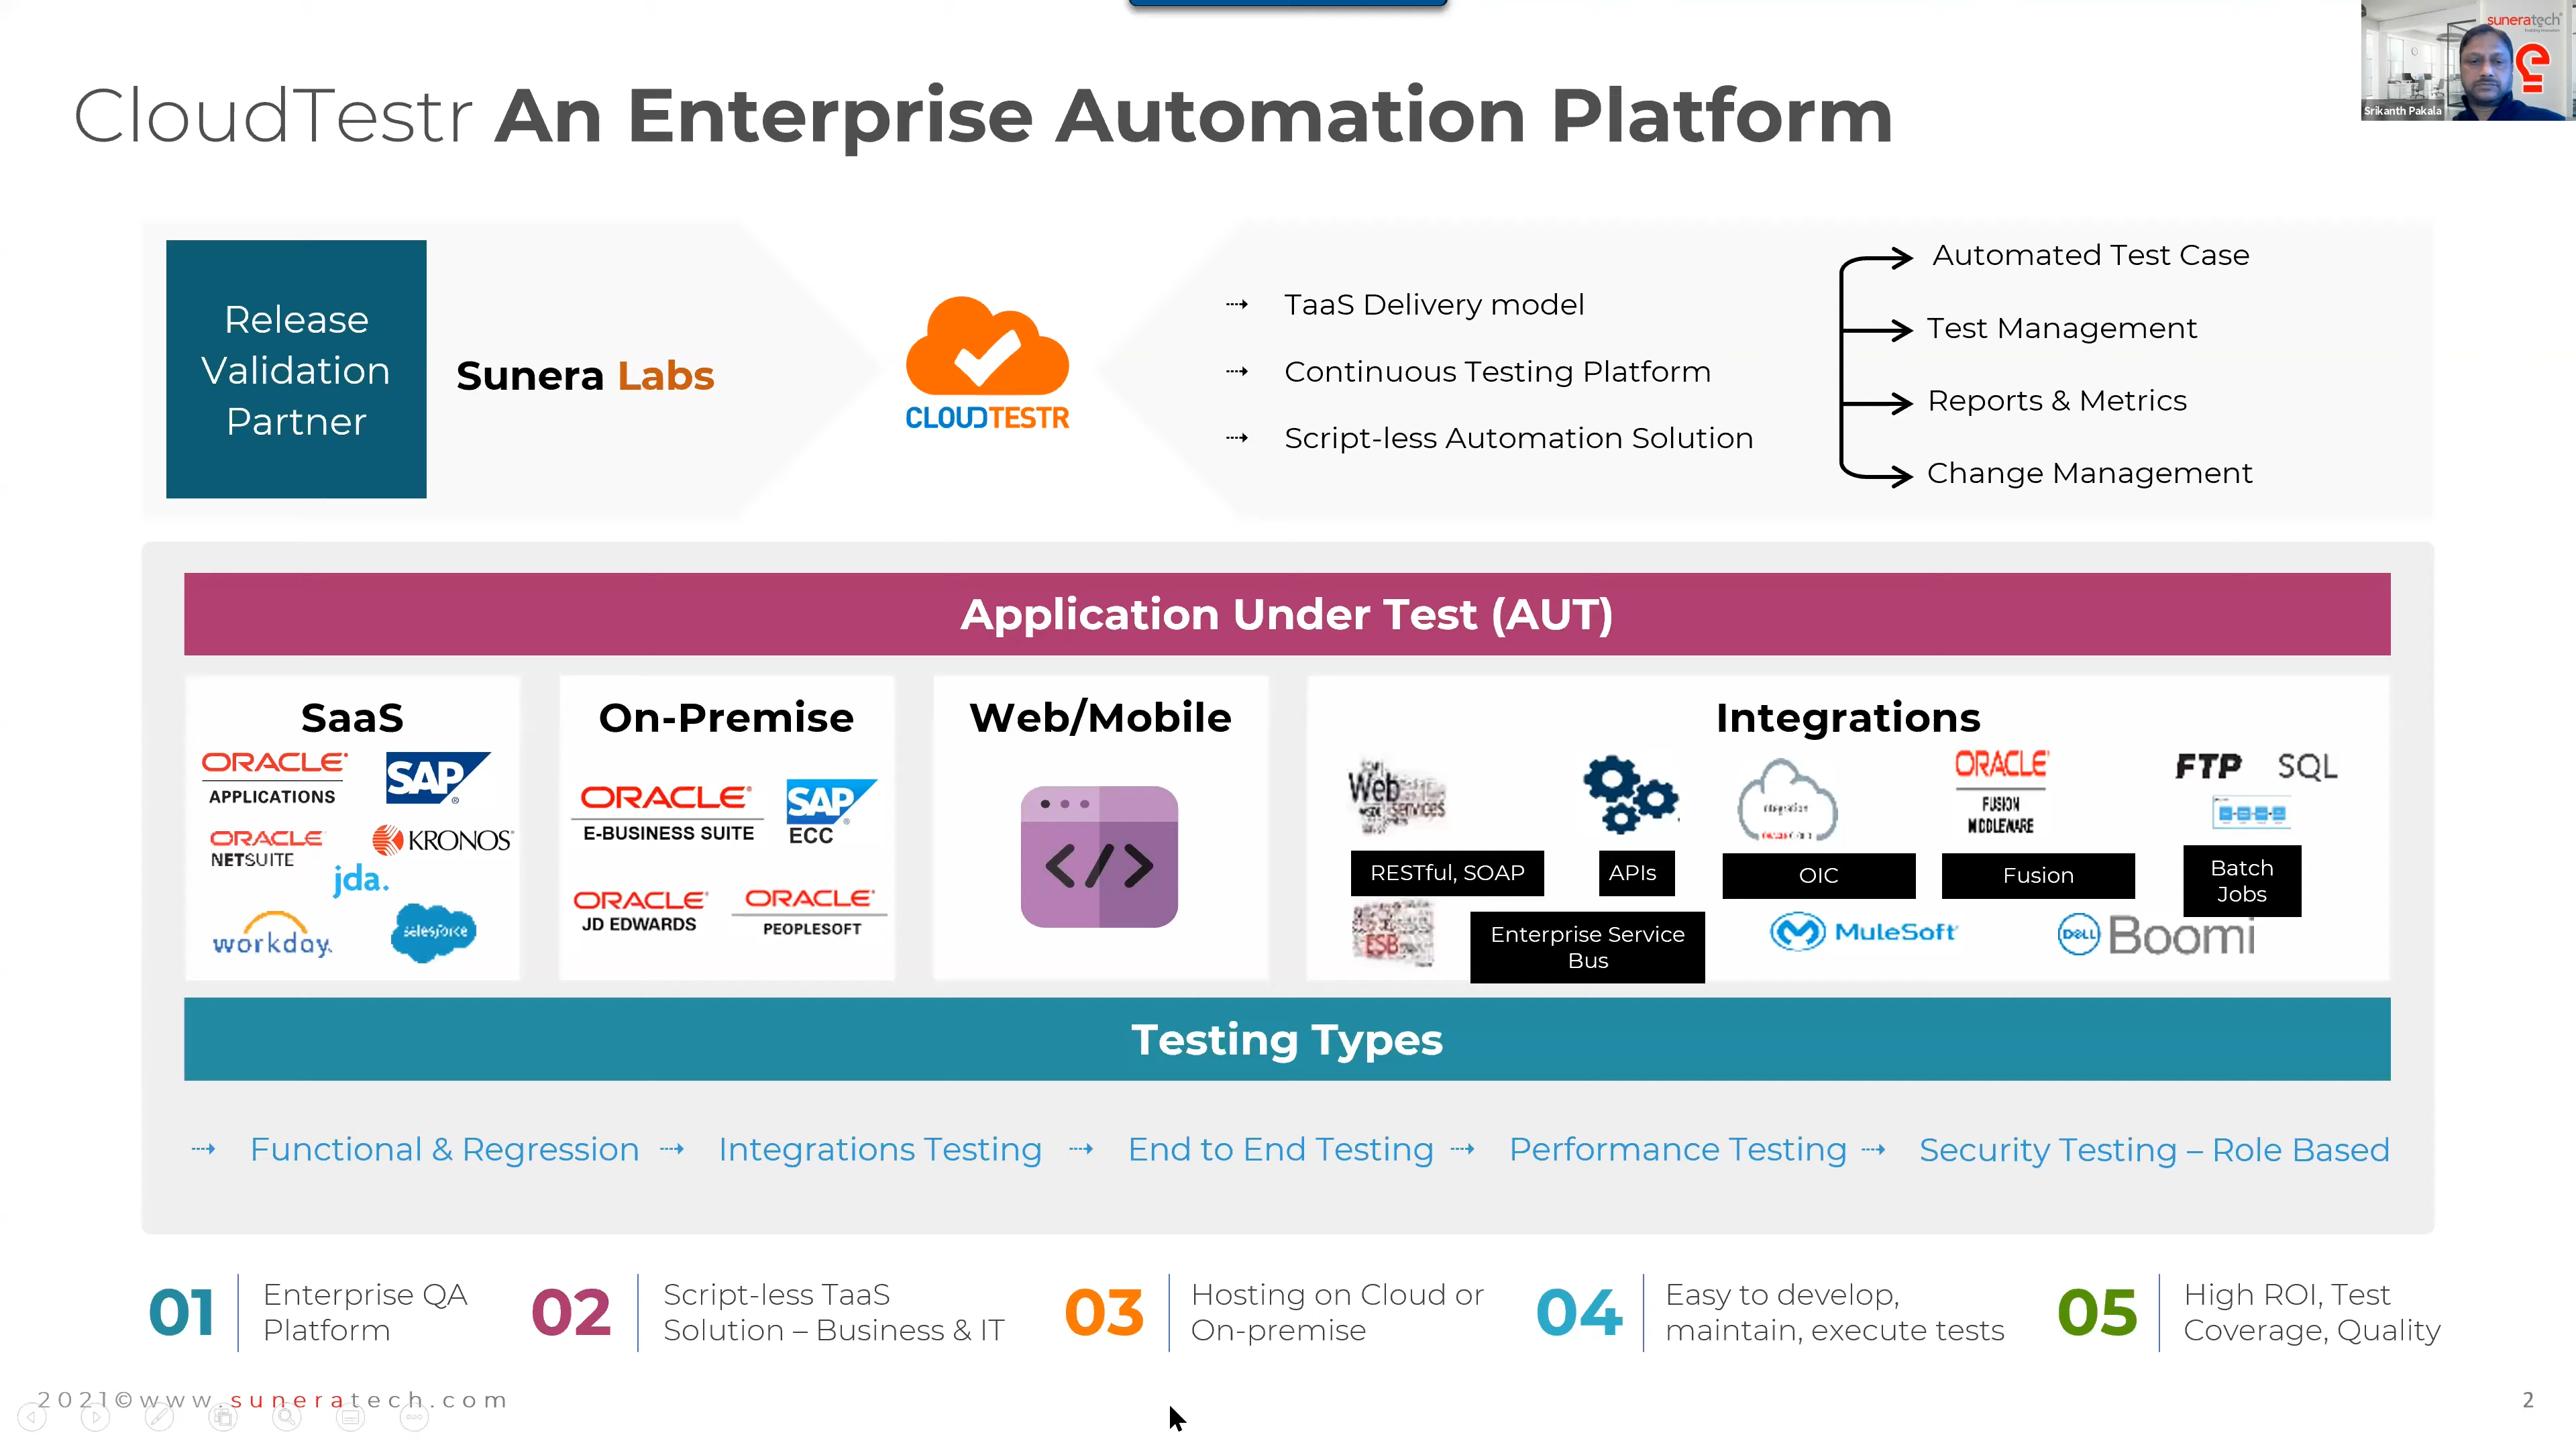 suneratech
Srikanth Pakala
CloudTestr An Enterprise Automation Platform
Release
Validation
Partner
Sunera Labs
CLOUDTESTR
TaaS Delivery model
Continuous Testing Platform
Script-less Automation Solution
Automated Test Case
Test Management
Reports & Metrics
Change Management
Application Under Test (AUT)
SaaS
ORACLE
APPLICATIONS
SAP
ORACLE
NETSUITE
KRONOS
jda.
workday.
salesforce
On-Premise
ORACLE
E-BUSINESS SUITE
SAP
ECC
ORACLE
JD EDWARDS
ORACLE
PEOPLESOFT
Web/Mobile
</>
Integrations
Web
services
RESTful, SOAP
APIs
Integration
OIC
ORACLE
FUSION
MIDDLEWARE
Fusion
FTP SQL
Batch
Jobs
ESB
Enterprise Service
Bus
MuleSoft
DELL Boomi
Testing Types
Functional & Regression
Integrations Testing
End to End Testing
Performance Testing
Security Testing – Role Based
01 Enterprise QA
Platform
02 Script-less TaaS
Solution – Business & IT
03 Hosting on Cloud or
On-premise
04 Easy to develop,
maintain, execute tests
05 High ROI, Test
Coverage, Quality
2021©www.suneratech.com
2